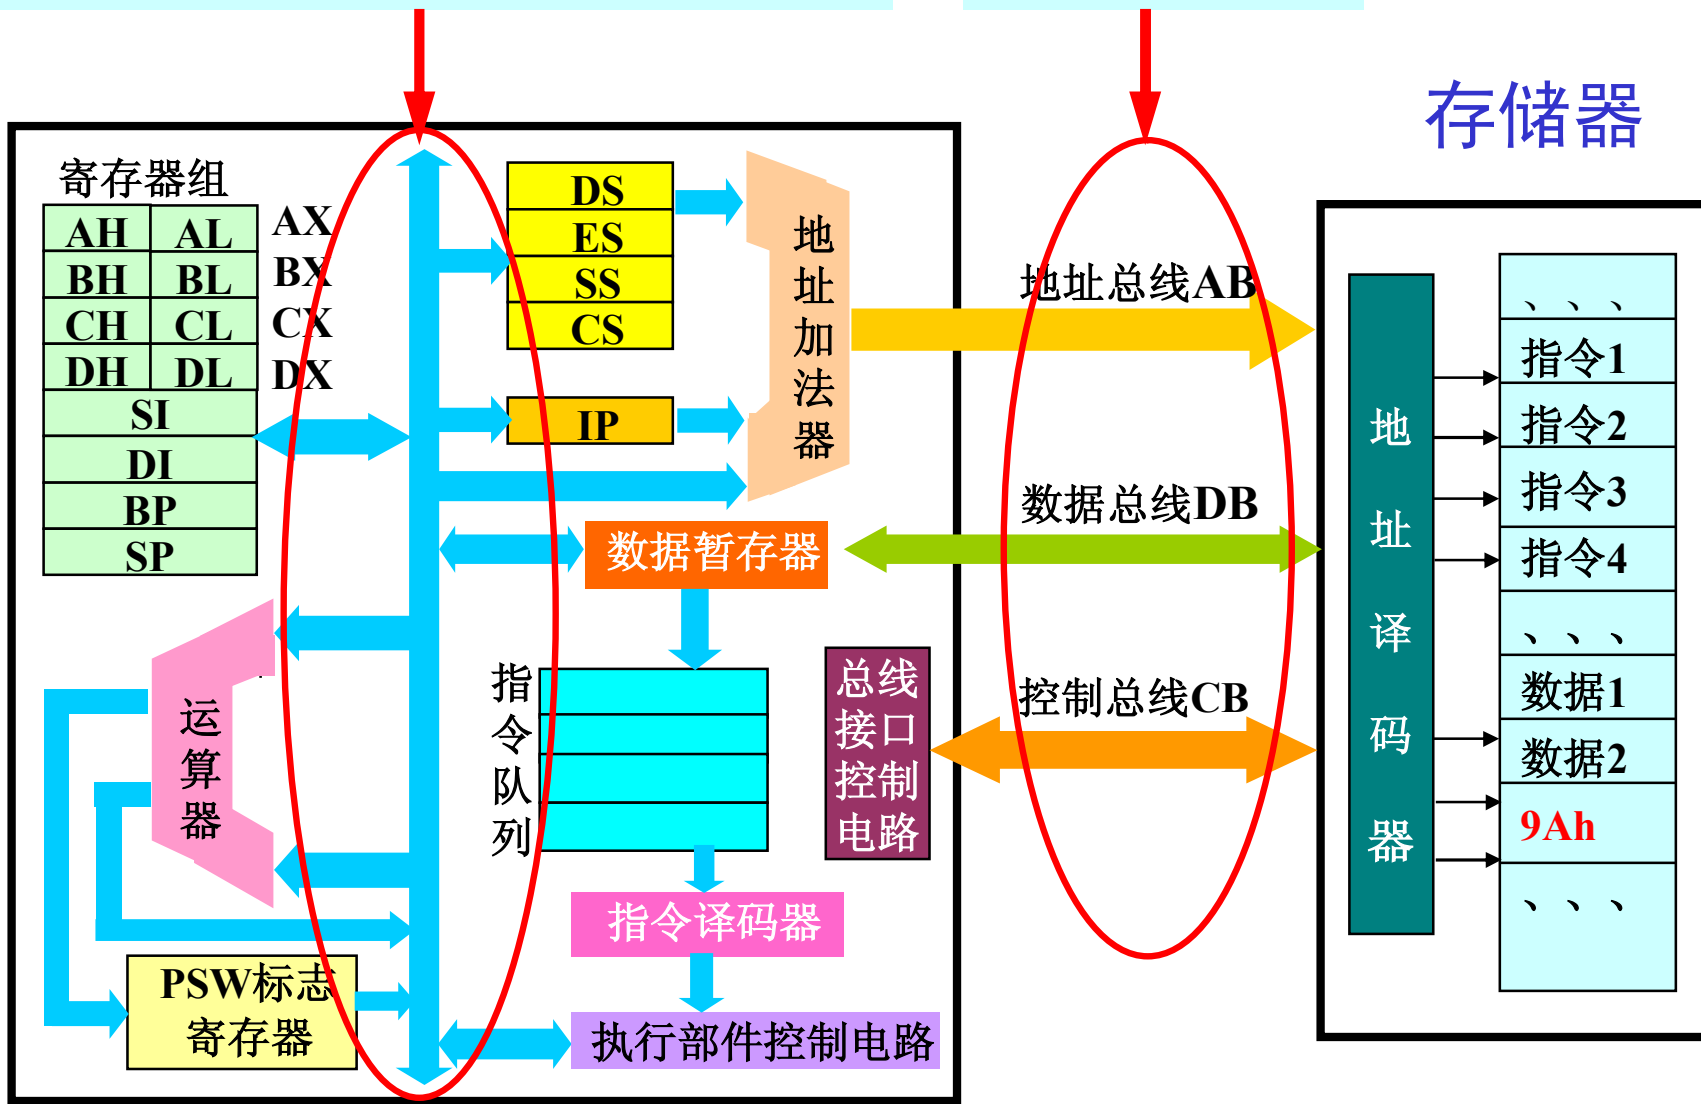 存储器
寄存器组
AH AL AX
BH BL BX
CH CL CX
DH DL DX
SI
DI
BP
SP
DS
ES
SS
CS
IP
地址加法器
数据暂存器
指令队列
总线
接口
控制
电路
指令译码器
执行部件控制电路
运算器
PSW标志
寄存器
地址总线AB
数据总线DB
控制总线CB
地址译码器
、、、
指令1
指令2
指令3
指令4
、、、
数据1
数据2
9Ah
、、、